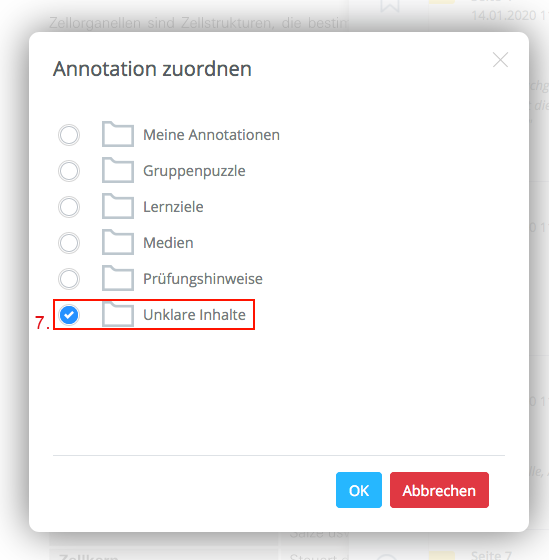 Zellorganellen sind Zellstrukturen, die bestim
14.01.2020 1
Annotation zuordnen
Meine Annotationen
Gruppenpuzzle
Lernziele
Medien
Prüfungshinweise
7. Unklare Inhalte
OK Abbrechen
Seite 7